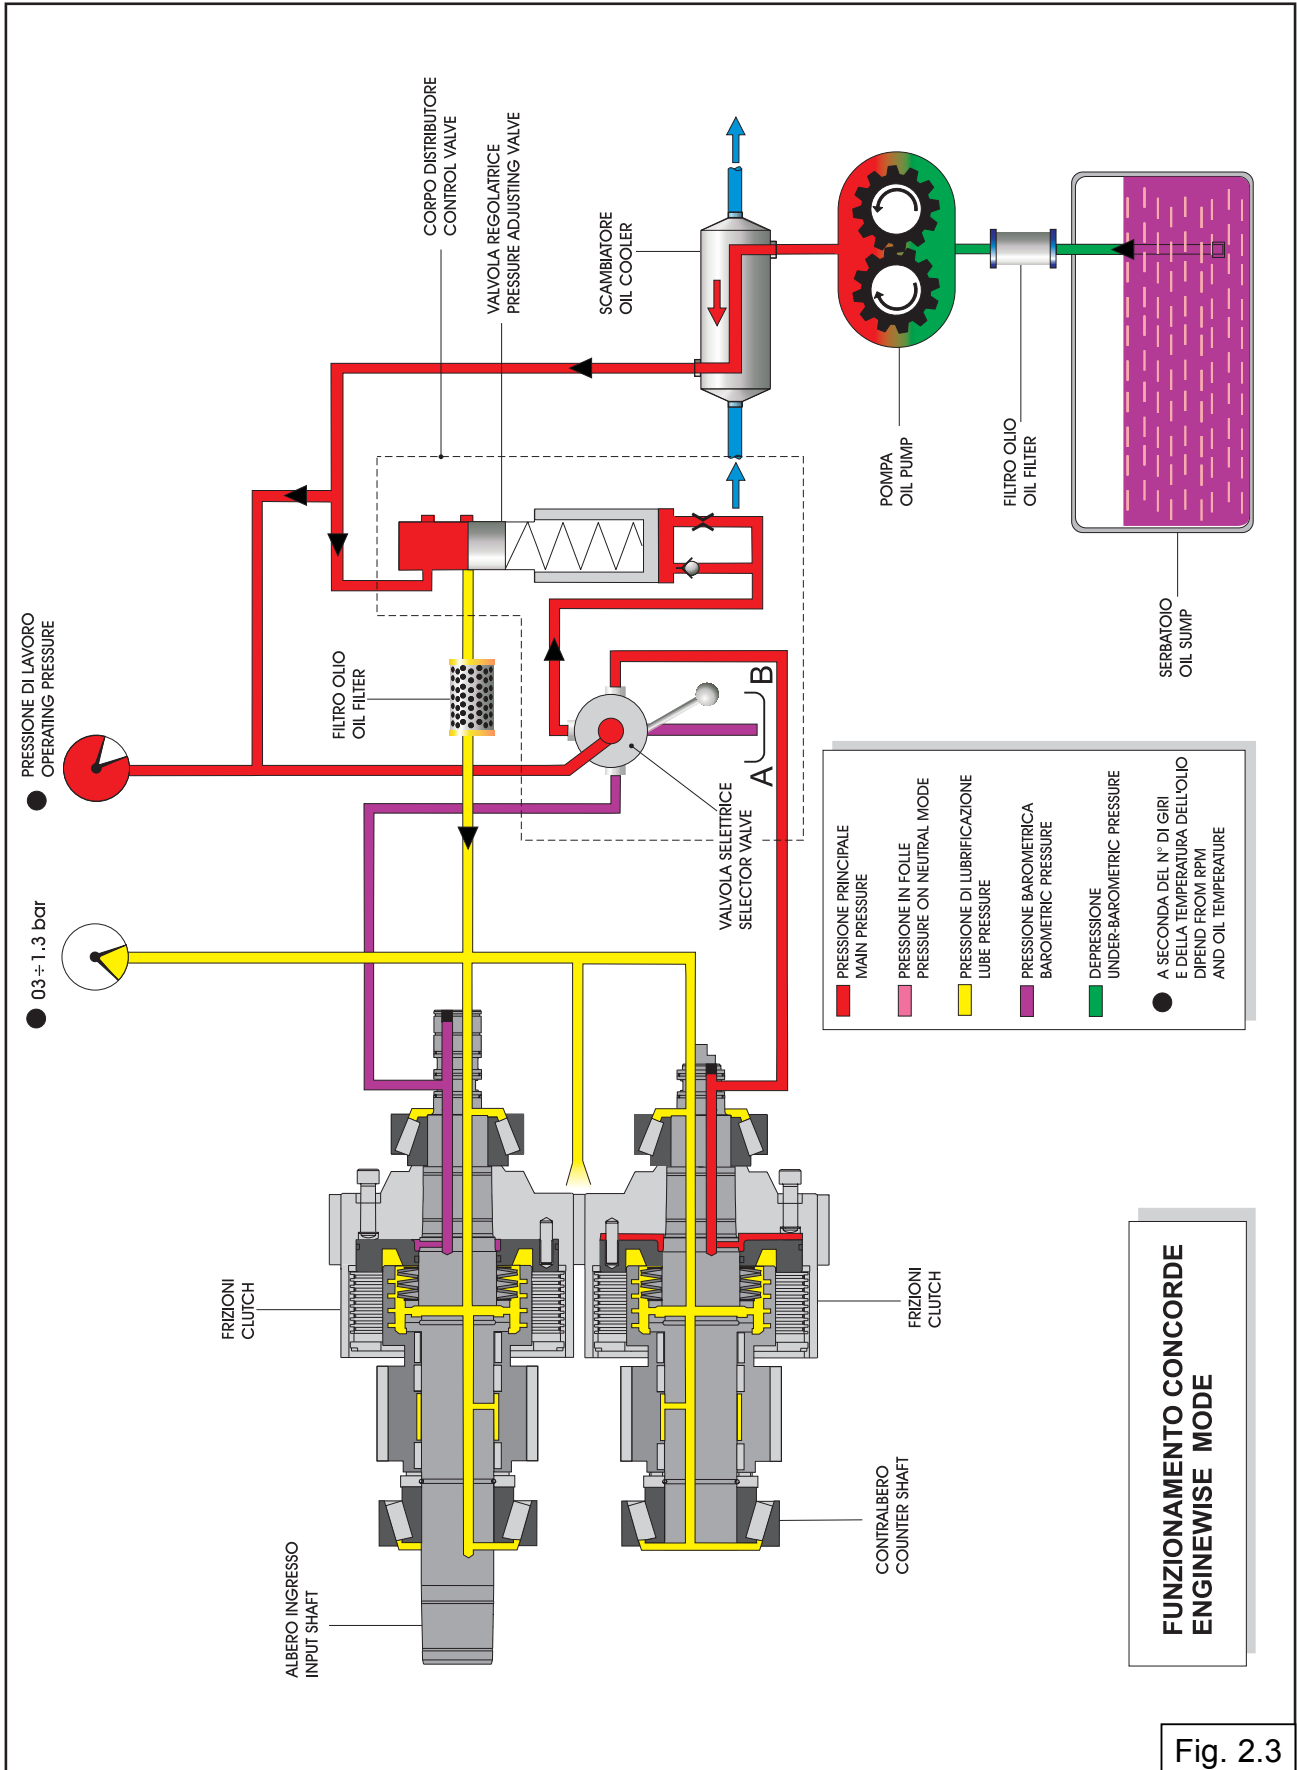 PRESSIONE DI LAVORO
OPERATING PRESSURE
03÷1.3 bar
CORPO DISTRIBUTORE
CONTROL VALVE
VALVOLA REGOLATRICE
PRESSURE ADJUSTING VALVE
SCAMBIATORE
OIL COOLER
POMPA
OIL PUMP
FILTRO OLIO
OIL FILTER
SERBATOIO
OIL SUMP
FILTRO OLIO
OIL FILTER
A
B
VALVOLA SELETTRICE
SELECTOR VALVE
FRIZIONI
CLUTCH
FRIZIONI
CLUTCH
ALBERO INGRESSO
INPUT SHAFT
CONTRALBERO
COUNTER SHAFT
PRESSIONE PRINCIPALE
MAIN PRESSURE
PRESSIONE IN FOLLE
PRESSURE ON NEUTRAL MODE
PRESSIONE DI LUBRIFICAZIONE
LUBE PRESSURE
PRESSIONE BAROMETRICA
BAROMETRIC PRESSURE
DEPRESSIONE
UNDER-BAROMETRIC PRESSURE
A SECONDA DEL N° DI GIRI
E DELLA TEMPERATURA DELL'OLIO
DIPEND FROM RPM
AND OIL TEMPERATURE
FUNZIONAMENTO CONCORDE
ENGINEWISE MODE
Fig. 2.3